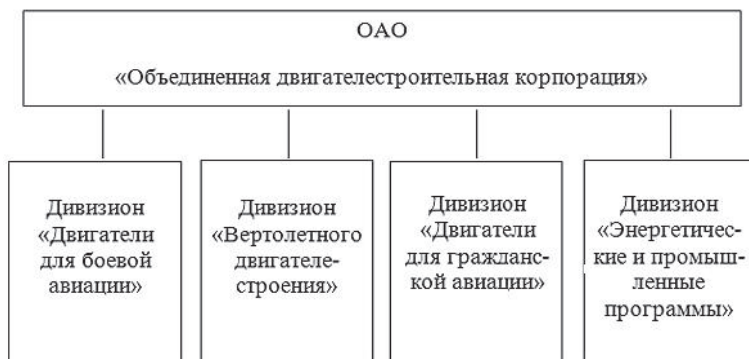 ОАО
«Объединенная двигателестроительная корпорация»
Дивизион
«Двигатели
для боевой
авиации»
Дивизион
«Вертолетного
двигателе-
строения»
Дивизион
«Двигатели
для гражданс-
кой авиации»
Дивизион
«Энергетичес-
кие и промыш-
ленные
программы»